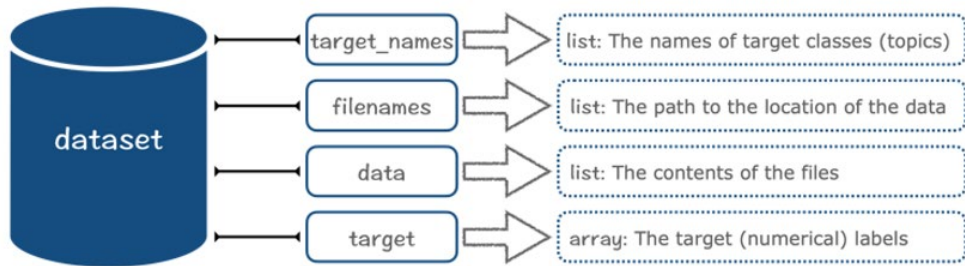 dataset
target_names
list: The names of target classes (topics)
filenames
list: The path to the location of the data
data
list: The contents of the files
target
array: The target (numerical) labels